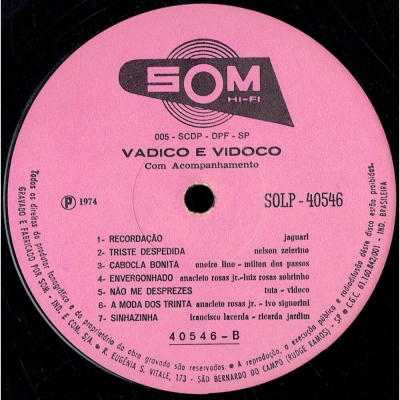 SOM
HI-FI
005 - SCDP - DPF - SP
VADICO E VIDOCO
Com Acompanhamento
P 1974
SOLP - 40546
1- RECORDAÇÃO jaguari
2- TRISTE DESPEDIDA nelson zeferino
3- CABOCLA BONITA oneiro lino - milton dos passos
4- ENVERGONHADO anacleto rosas jr.-luiz rosas sobrinho
5- NÃO ME DESPREZES tuta - vidoco
6- A MODA DOS TRINTA anacleto rosas jr. - ivo signorini
7- SINHAZINHA francisco lacerda - ricarda jardim
40546 - B
Todos os direitos do produtor fonográfico e do proprietário da obra gravada são reservados. A reprodução, a execução pública e radiodifusão deste disco estão proibidas.
GRAVADO E FABRICADO POR SOM - IND. E COM. S/A. R. EUGÊNIA S. VITALE, 173 - SÃO BERNARDO DO CAMPO (RUDGE RAMOS) - SP C.G.C. 61.160.842/001 - IND. BRASILEIRA